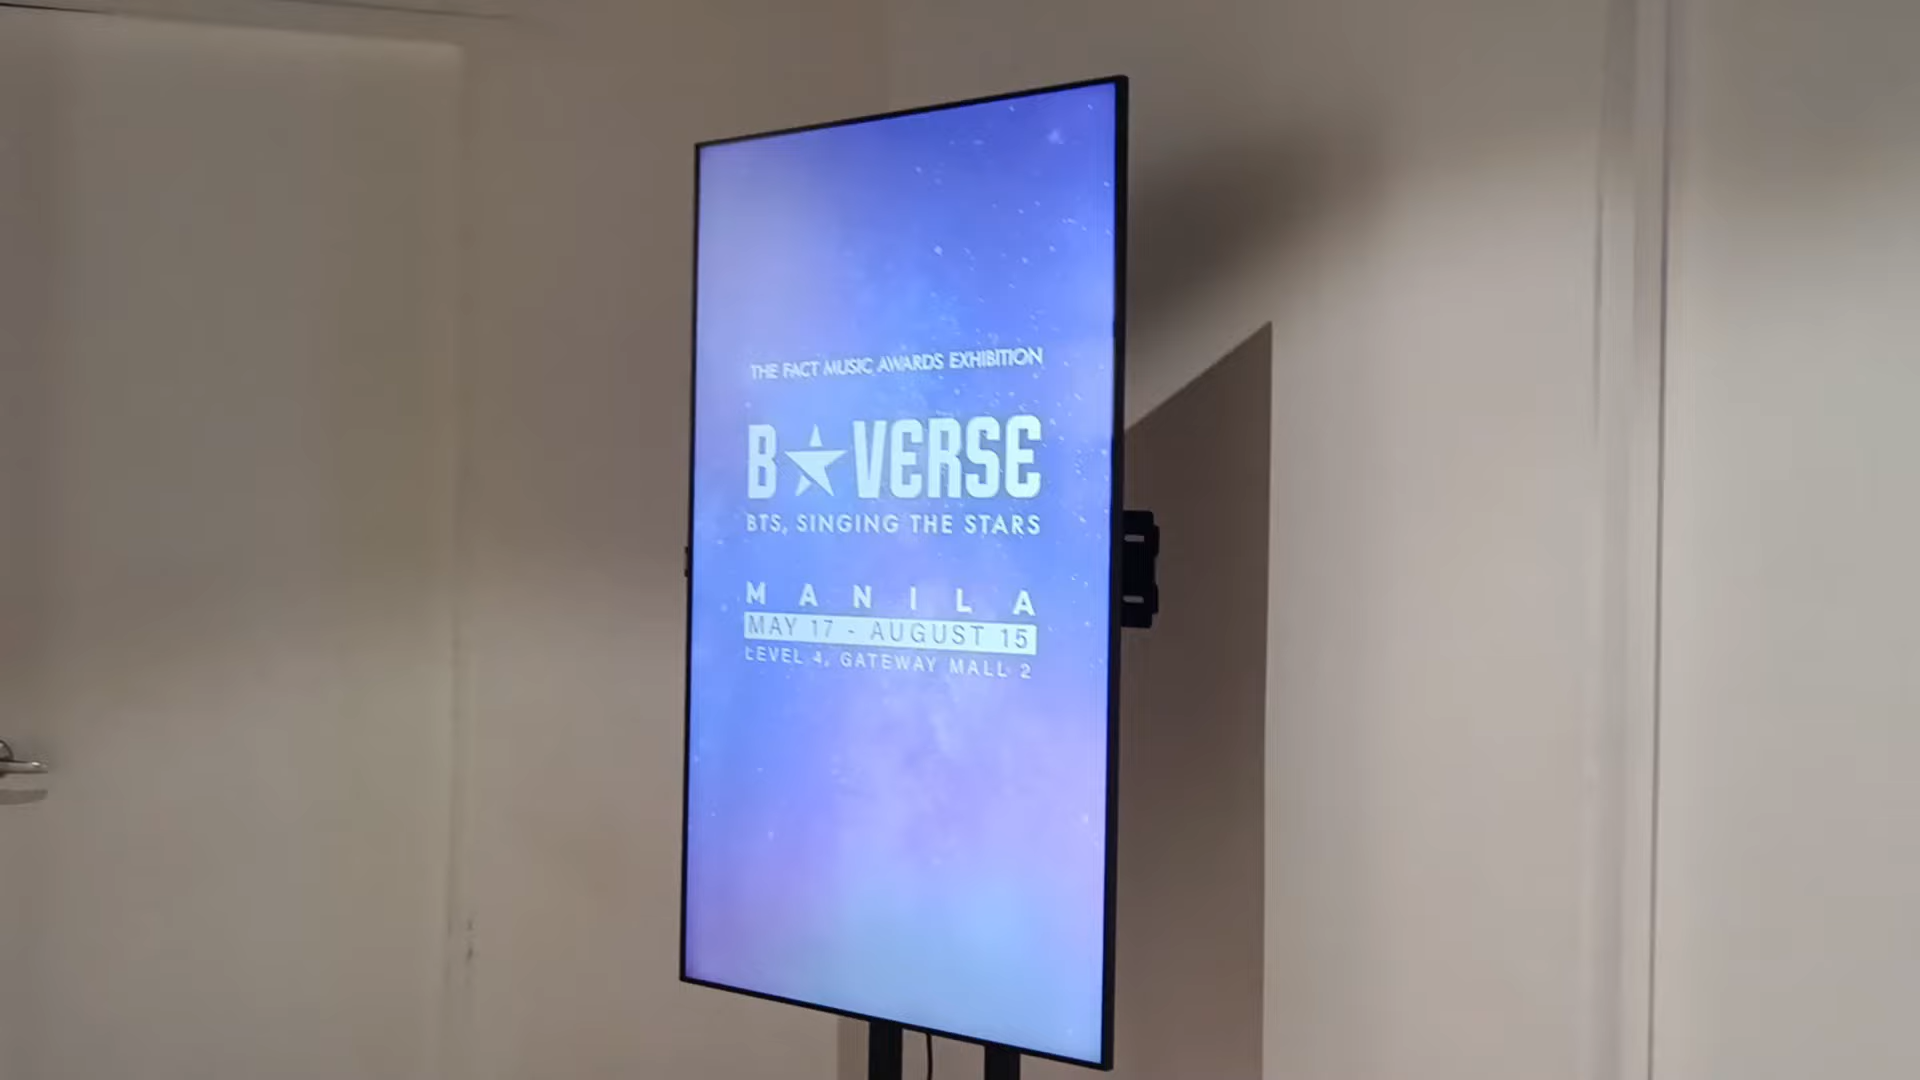 THE FACT MUSIC AWARDS EXHIBITION
B★VERSE
BTS, SINGING THE STARS
MANILA
MAY 17 - AUGUST 15
LEVEL 4, GATEWAY MALL 2